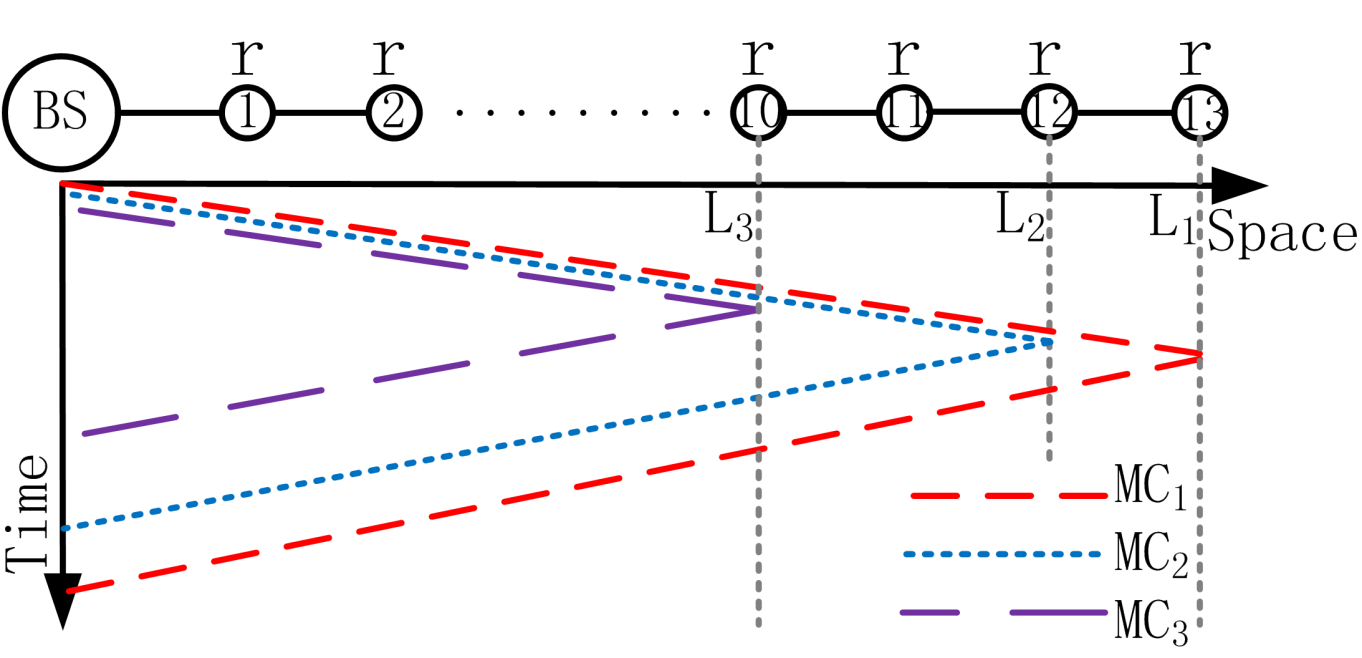 r r r r r r
BS 1 2 10 11 12 13
L3 L2 L1 Space
Time
MC1
MC2
MC3